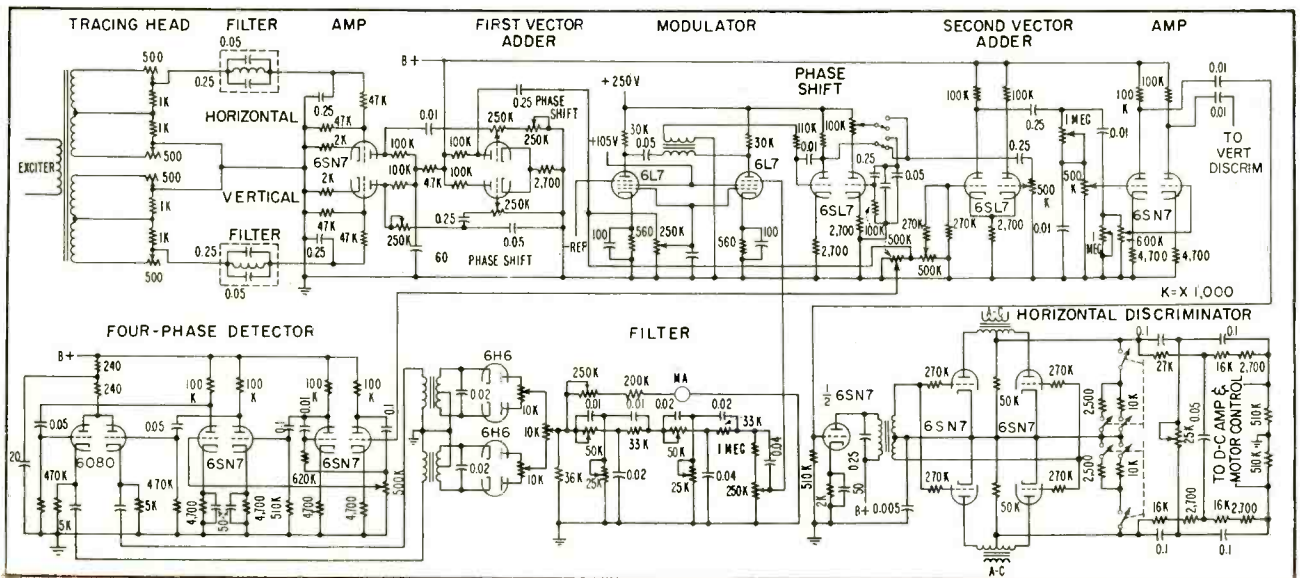 TRACING HEAD FILTER AMP FIRST VECTOR ADDER MODULATOR SECOND VECTOR ADDER AMP
0.05
500
0.25
1K
1K
500
EXCITER
500
1K
1K
500
HORIZONTAL
VERTICAL
FILTER
0.25
0.05
0.25
47K
47K
2K
6SN7
2K
47K
47K
0.25
B+
0.01
100K
100K
47K
250K
0.25
60
PHASE SHIFT
0.05
100K
100K
250K
0.25 PHASE SHIFT
250K
2,700
250K
+250V
+105V
30K
0.05
6L7
REF
100
560
250K
30K
6L7
560
100
PHASE SHIFT
110K
0.01
100K
6SL7
2,700
2,700
0.25
0.05
100K
500K
500K
270K
270K
100K
100K
6SL7
2,700
0.25
500K
0.01
1 MEG
500K
0.01
1 MEG
600K
100K
100K
6SN7
4,700
4,700
0.01
0.01
TO VERT DISCRIM
K=X 1,000
FOUR-PHASE DETECTOR
B+
240
240
0.05
6080
20
470K
5K
470K
5K
0.05
100K
100K
6SN7
4,700
50
4,700
510K
0.1
0.01
620K
100K
100K
6SN7
4,700
4,700
0.1
500K
FILTER
6H6
0.02
10K
6H6
0.02
10K
10K
250K
200K
MA
0.01
0.01
0.02
0.02
50K
33K
50K
1 MEG
33K
36K
25K
0.02
25K
0.04
250K
0.04
HORIZONTAL DISCRIMINATOR
½ 6SN7
510K
2K
50
0.25
B+ 0.005
A-C
270K
270K
50K
6SN7
6SN7
270K
270K
50K
A-C
2,500
10K
2,500
10K
0.1
0.1
27K
16K
2,700
25K
0.05
TO D-C AMP & MOTOR CONTROL
510K
510K
16K
2,700
16K
2,700
0.1
0.1